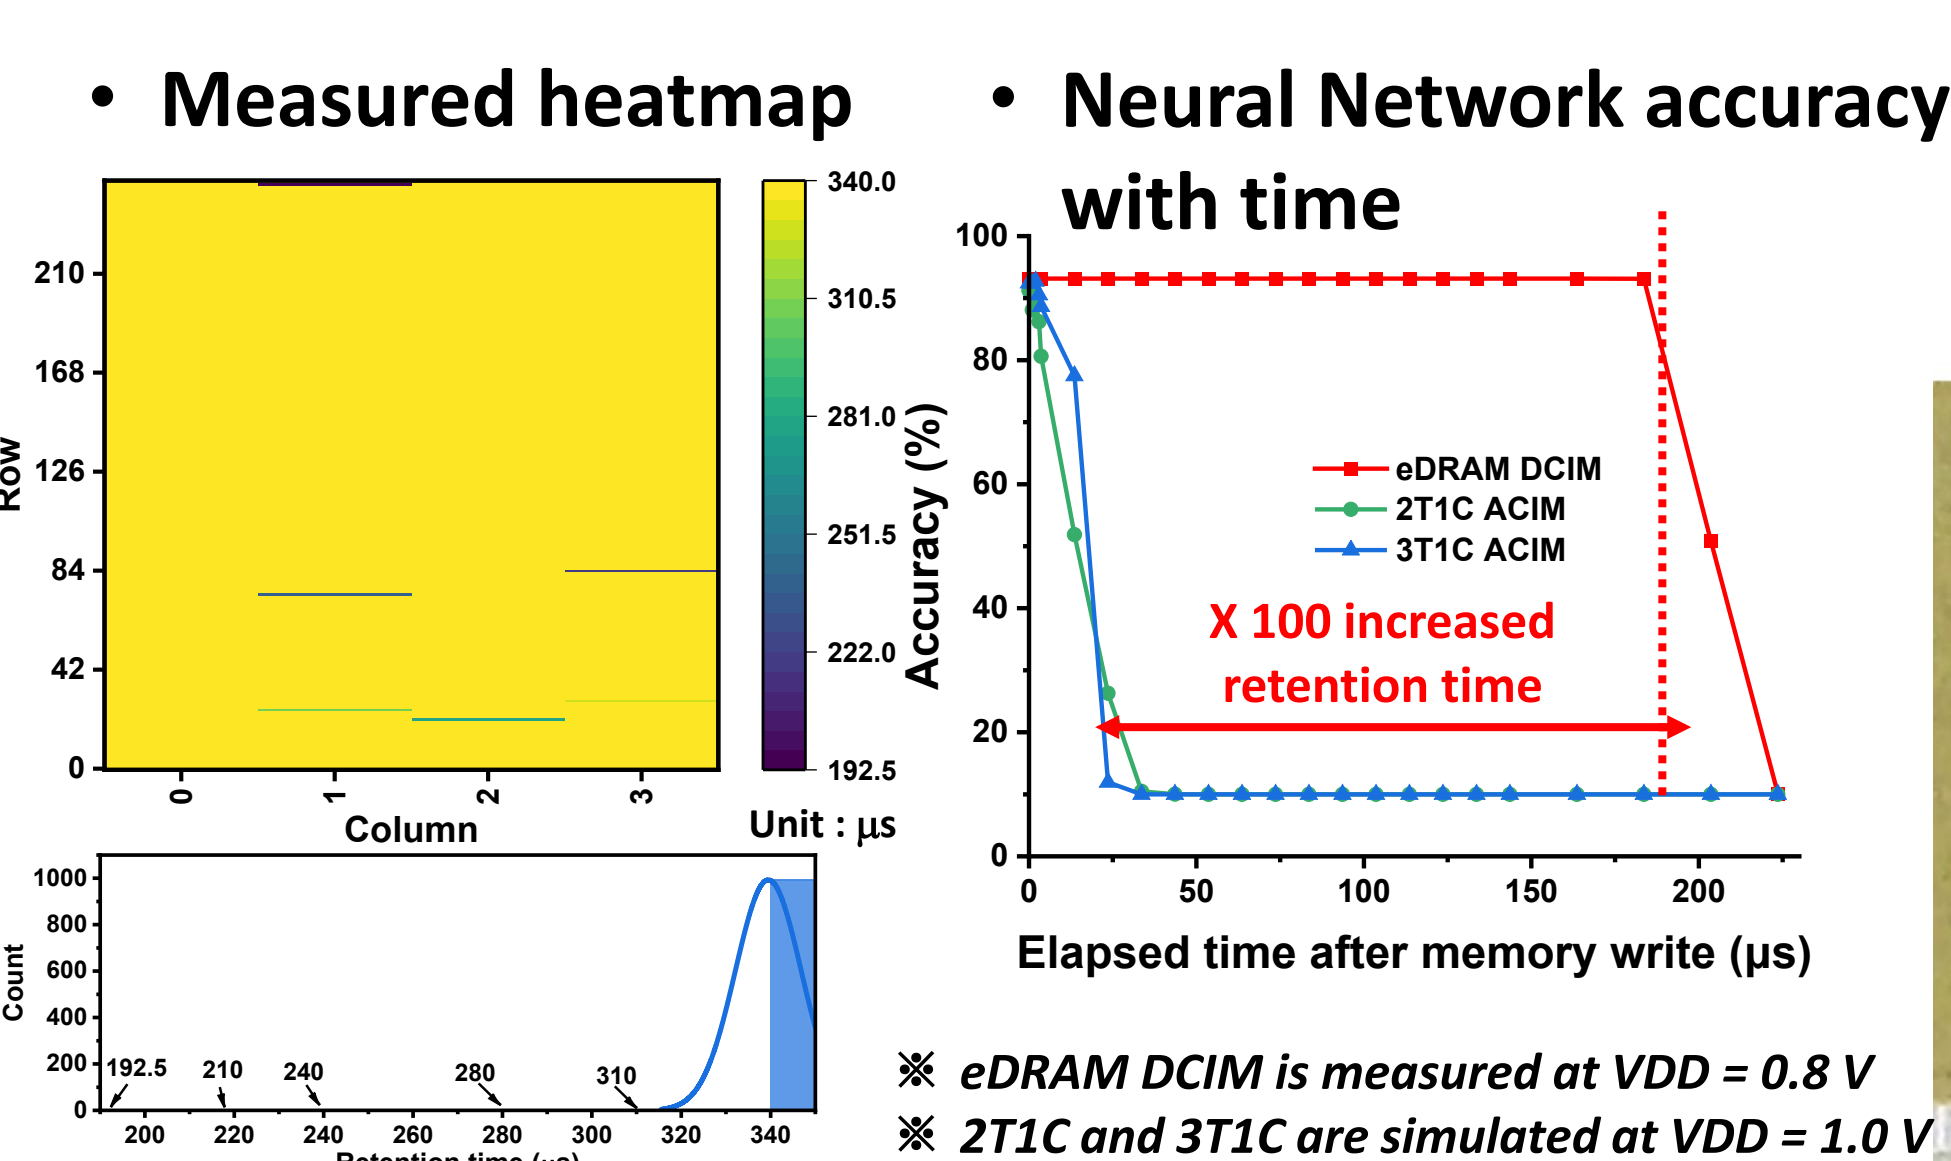 • Measured heatmap
340.0
310.5
281.0
251.5
222.0
192.5
Unit : μs
Row
210
168
126
84
42
0
0
1
2
3
Column
Count
1000
800
600
400
200
0
192.5
210
240
280
310
200
220
240
260
280
300
320
340
Retention time (μs)
• Neural Network accuracy
with time
Accuracy (%)
100
80
60
40
20
0
eDRAM DCIM
2T1C ACIM
3T1C ACIM
X 100 increased
retention time
0
50
100
150
200
Elapsed time after memory write (μs)
※ eDRAM DCIM is measured at VDD = 0.8 V
※ 2T1C and 3T1C are simulated at VDD = 1.0 V